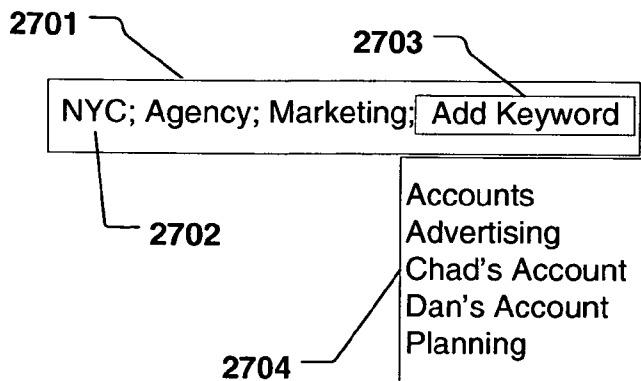 2701
2703
NYC; Agency; Marketing; Add Keyword
2702
Accounts
Advertising
Chad's Account
Dan's Account
Planning
2704